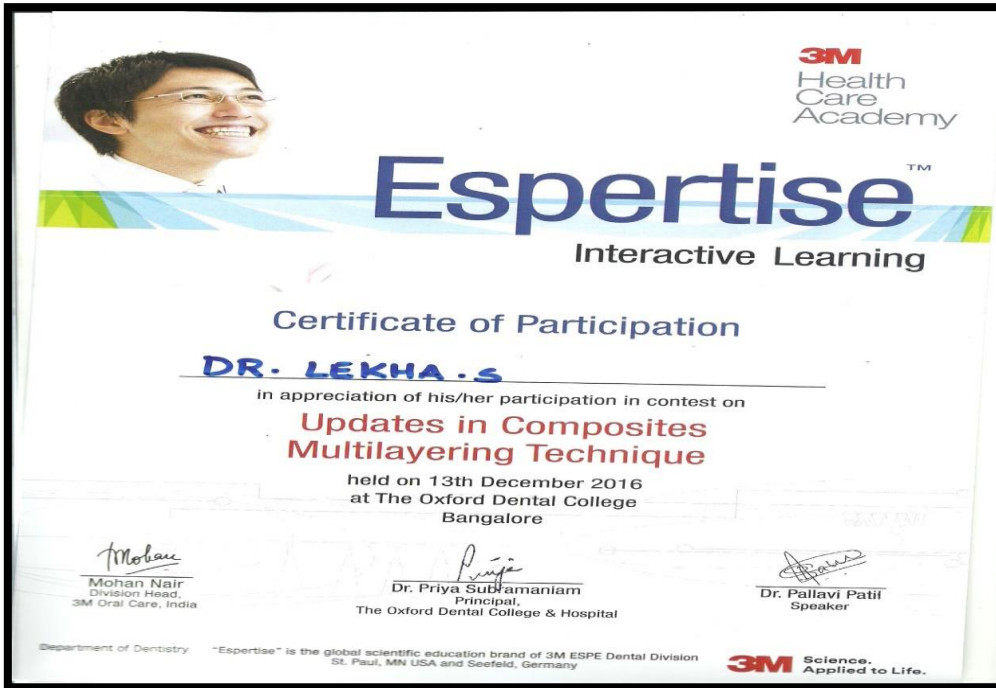 3M
Health
Care
Academy
Espertise™
Interactive Learning
Certificate of Participation
DR. LEKHA.S
in appreciation of his/her participation in contest on
Updates in Composites
Multilayering Technique
held on 13th December 2016
at The Oxford Dental College
Bangalore
Mohan
Mohan Nair
Division Head,
3M Oral Care, India
Priya
Dr. Priya Subramaniam
Principal,
The Oxford Dental College & Hospital
Dr. Pallavi Patil
Speaker
Department of Dentistry
"Espertise" is the global scientific education brand of 3M ESPE Dental Division
St. Paul, MN USA and Seefeld, Germany
3M Science.
Applied to Life.